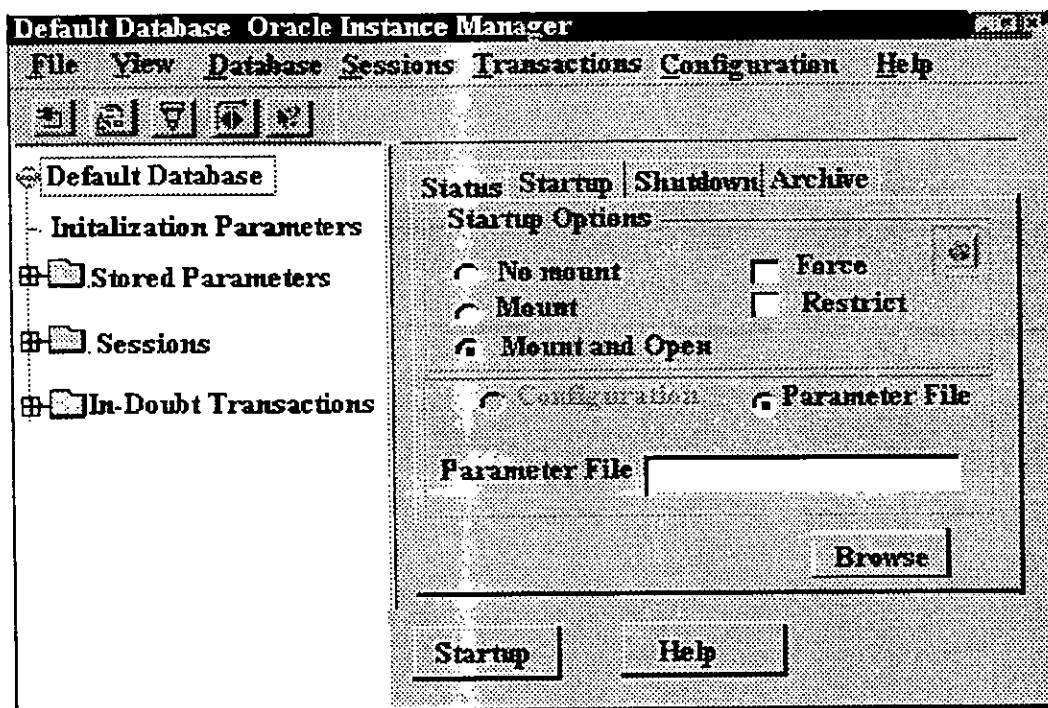 Default Database Oracle Instance Manager
File View Database Sessions Transactions Configuration Help
Default Database
Initalization Parameters
Stored Parameters
Sessions
In-Doubt Transactions
Status Startup Shutdown Archive
Startup Options
No mount
Force
Mount
Restrict
Mount and Open
Configuration
Parameter File
Parameter File
Browse
Startup
Help